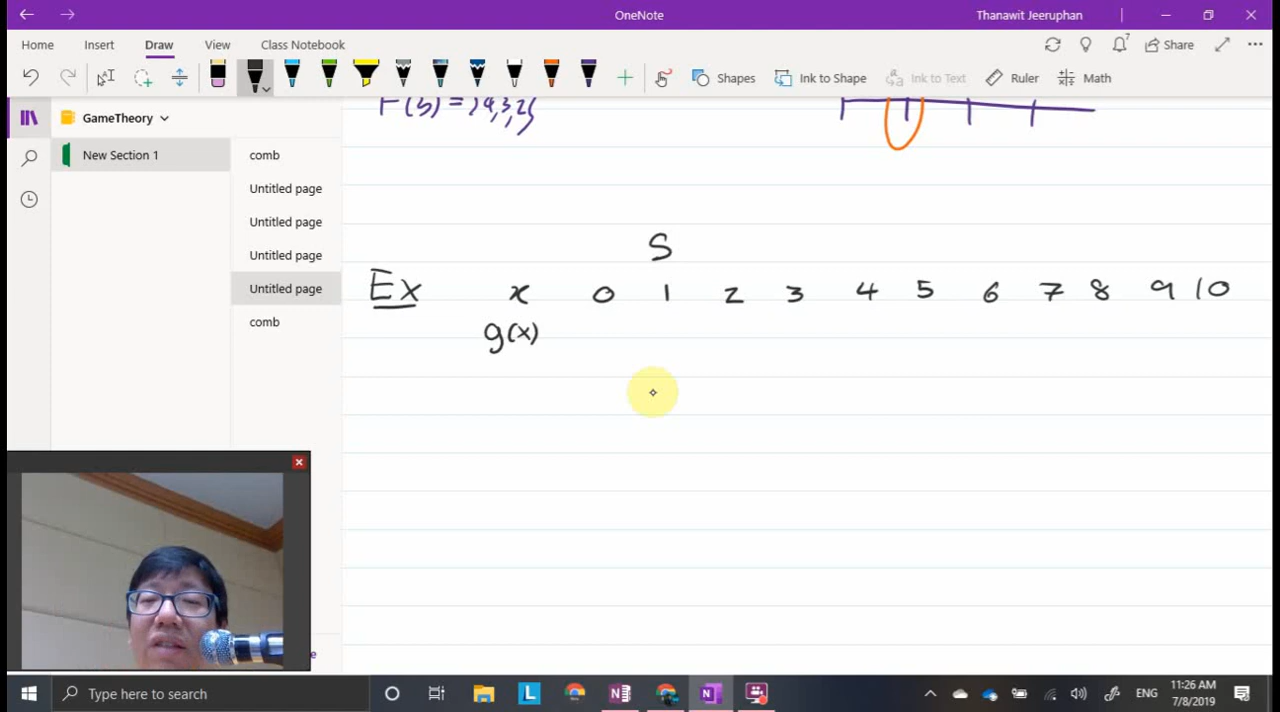 OneNote
Thanawit Jeeruphan
Home Insert Draw View Class Notebook
7
Share
Shapes
Ink to Shape
Ink to Text
Ruler
Math
GameTheory
New Section 1
comb
Untitled page
Untitled page
Untitled page
Untitled page
comb
S
Ex x 0 1 2 3 4 5 6 7 8 9 10
g(x)
Type here to search
ENG
11:26 AM
7/8/2019